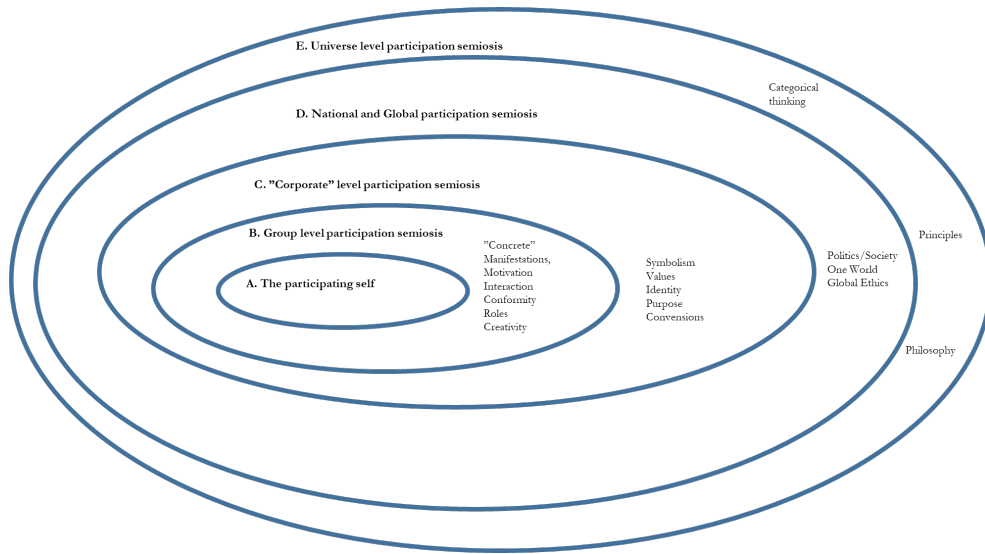 E. Universe level participation semiosis
Categorical
thinking
D. National and Global participation semiosis
C. ”Corporate” level participation semiosis
B. Group level participation semiosis
A. The participating self
”Concrete”
Manifestations,
Motivation
Interaction
Conformity
Roles
Creativity
Symbolism
Values
Identity
Purpose
Convensions
Politics/Society
One World
Global Ethics
Principles
Philosophy